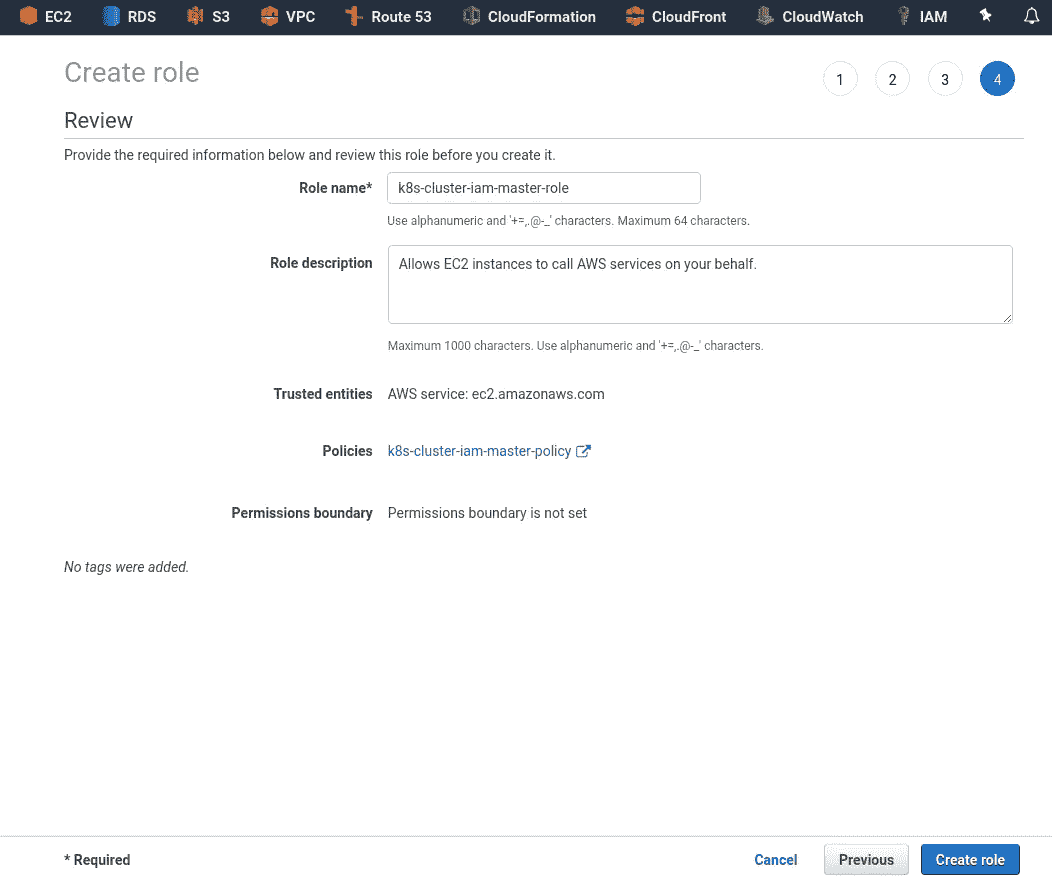 EC2 RDS S3 VPC Route 53 CloudFormation CloudFront CloudWatch IAM
Create role
1 2 3 4
Review
Provide the required information below and review this role before you create it.
Role name* k8s-cluster-iam-master-role
Use alphanumeric and '+=,.@-_' characters. Maximum 64 characters.
Role description Allows EC2 instances to call AWS services on your behalf.
Maximum 1000 characters. Use alphanumeric and '+=,.@-_' characters.
Trusted entities AWS service: ec2.amazonaws.com
Policies k8s-cluster-iam-master-policy
Permissions boundary Permissions boundary is not set
No tags were added.
* Required Cancel Previous Create role